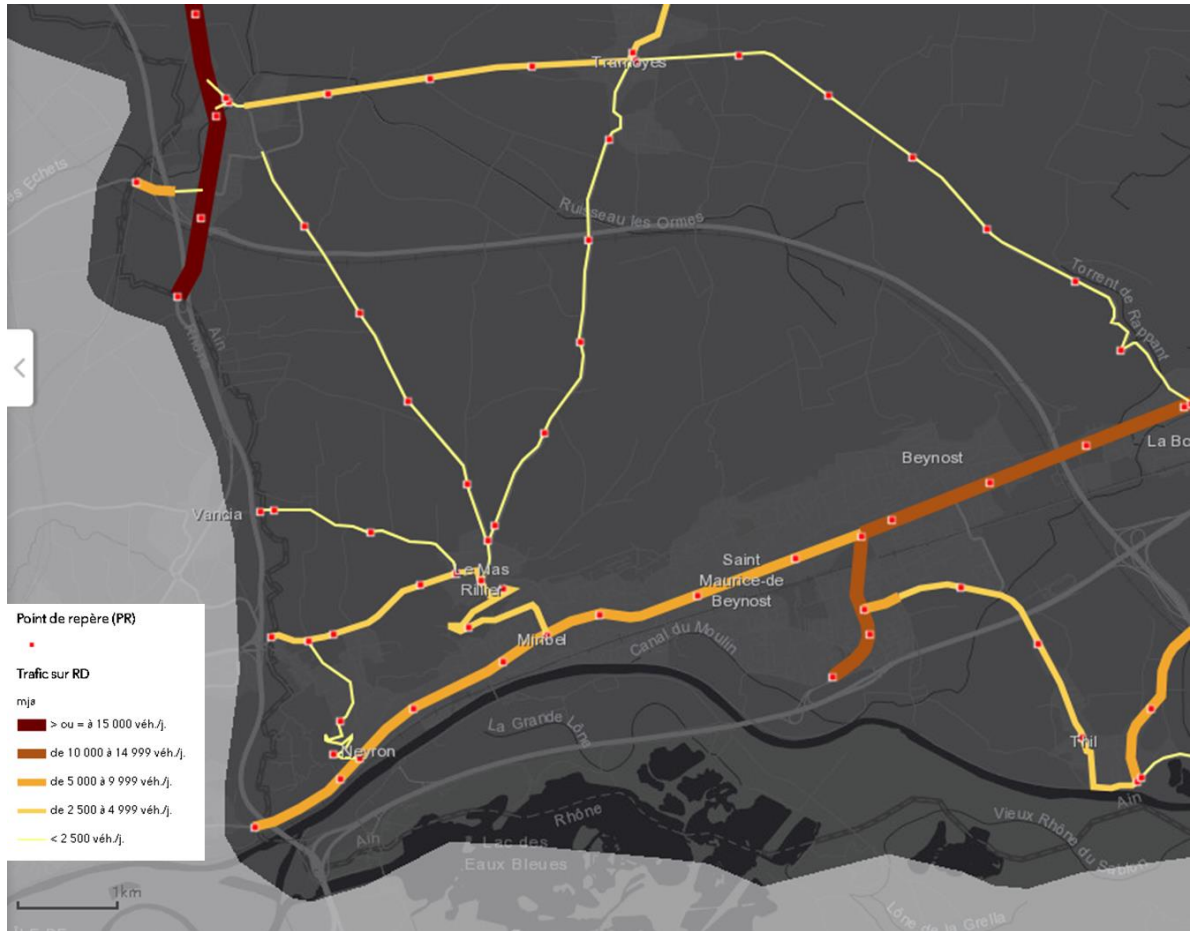 Tramoyes
les Echets
Ruisseau les Ormes
Torrent de Rappant
Ain
Rhône
La Bo
Beynost
Vancia
Le Mas
Rillier
Saint
Maurice-de
Beynost
Miribel
Canal du Moulin
La Grande
Lône
Neyron
Thil
Ain
Rhône
Ain
Lac des
Eaux Bleues
Vieux Rhône du Sablon
Lône de la Grella
Point de repère (PR)
Trafic sur RD
mja
> ou = à 15 000 véh./j.
de 10 000 à 14 999 véh./j.
de 5 000 à 9 999 véh./j.
de 2 500 à 4 999 véh./j.
< 2 500 véh./j.
1km